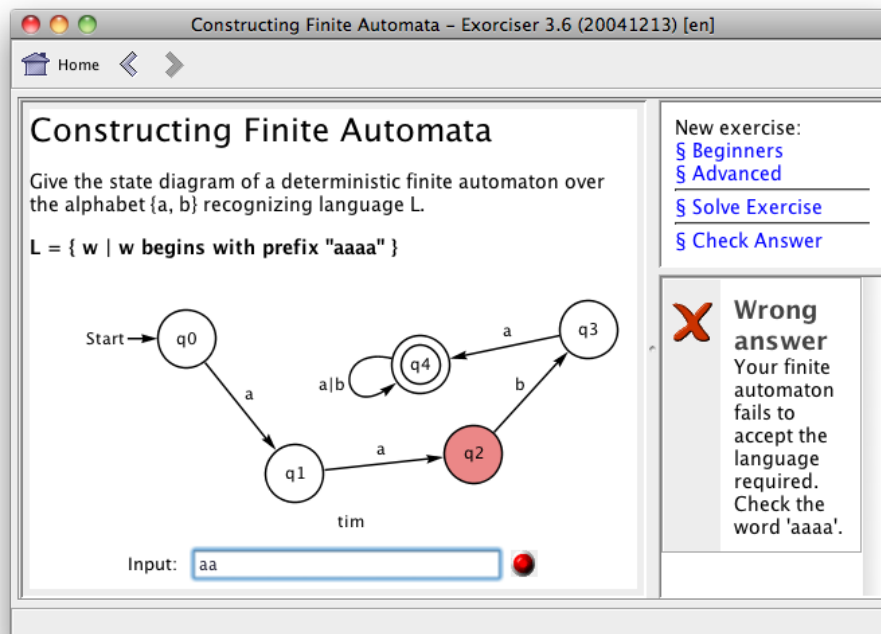 Constructing Finite Automata – Exorciser 3.6 (20041213) [en]
Home
Constructing Finite Automata
Give the state diagram of a deterministic finite automaton over
the alphabet {a, b} recognizing language L.
L = { w | w begins with prefix "aaaa" }
Start
q0
a
q1
a
q2
b
q3
a
q4
a|b
tim
Input: aa
New exercise:
§ Beginners
§ Advanced
§ Solve Exercise
§ Check Answer
Wrong
answer
Your finite
automaton
fails to
accept the
language
required.
Check the
word 'aaaa'.